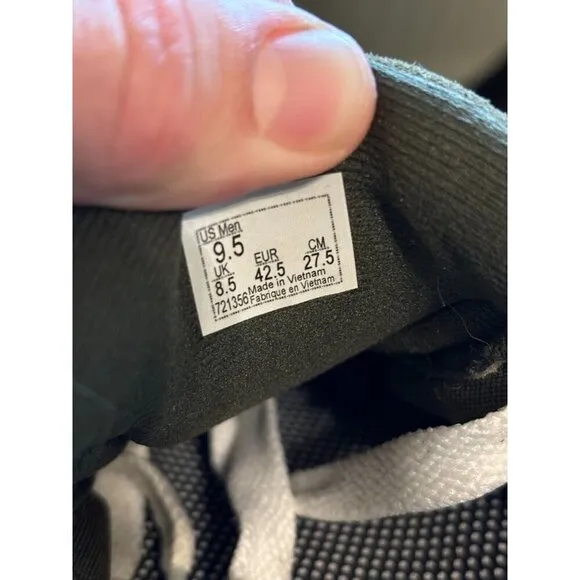 US Men
9.5
UK EUR CM
8.5 42.5 27.5
721356 Made in Vietnam
Fabrique en Vietnam